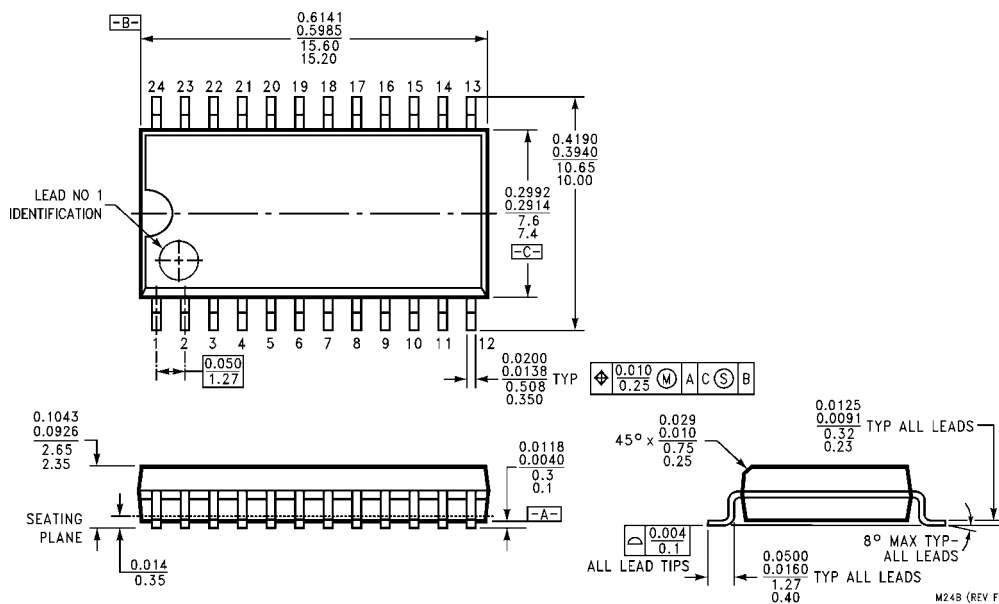 -B-
0.6141
0.5985
15.60
15.20
24 23 22 21 20 19 18 17 16 15 14 13
0.4190
0.3940
10.65
10.00
LEAD NO 1
IDENTIFICATION
0.2992
0.2914
7.6
7.4
-C-
1 2 3 4 5 6 7 8 9 10 11 12
0.050
1.27
0.0200
0.0138
0.508
0.350
TYP
0.010
0.25
M A C S B
0.1043
0.0926
2.65
2.35
0.0118
0.0040
0.3
0.1
-A-
SEATING
PLANE
0.014
0.35
45° x
0.029
0.010
0.75
0.25
0.0125
0.0091
0.32
0.23
TYP ALL LEADS
0.004
0.1
ALL LEAD TIPS
8° MAX TYP-
ALL LEADS
0.0500
0.0160
1.27
0.40
TYP ALL LEADS
M24B (REV F